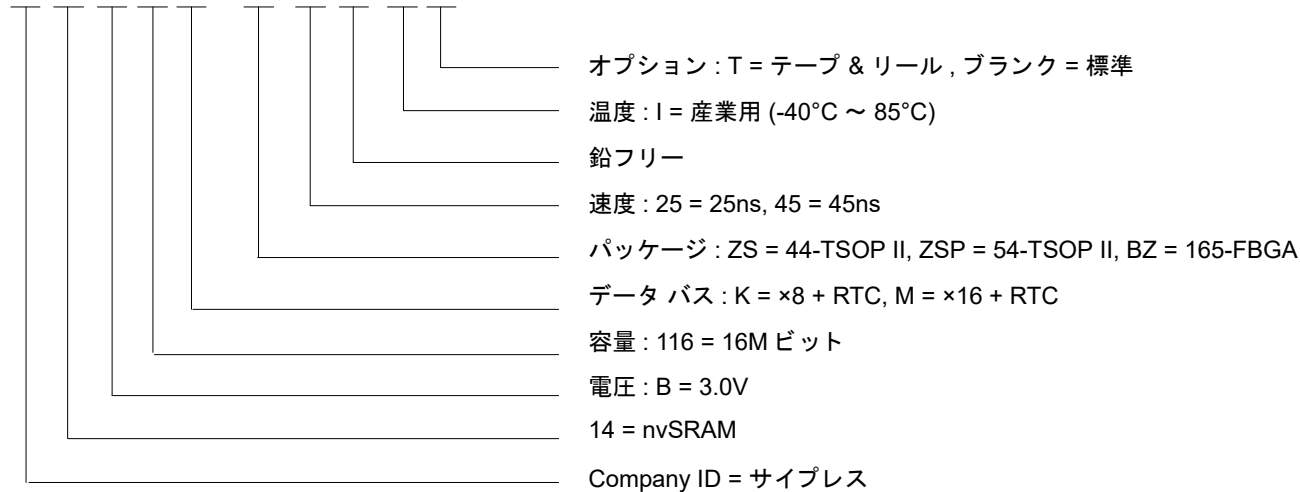 オプション : T = テープ & リール , ブランク = 標準
温度 : I = 産業用 (-40°C ～ 85°C)
鉛フリー
速度 : 25 = 25ns, 45 = 45ns
パッケージ : ZS = 44-TSOP II, ZSP = 54-TSOP II, BZ = 165-FBGA
データ バス : K = ×8 + RTC, M = ×16 + RTC
容量 : 116 = 16M ビット
電圧 : B = 3.0V
14 = nvSRAM
Company ID = サイプレス